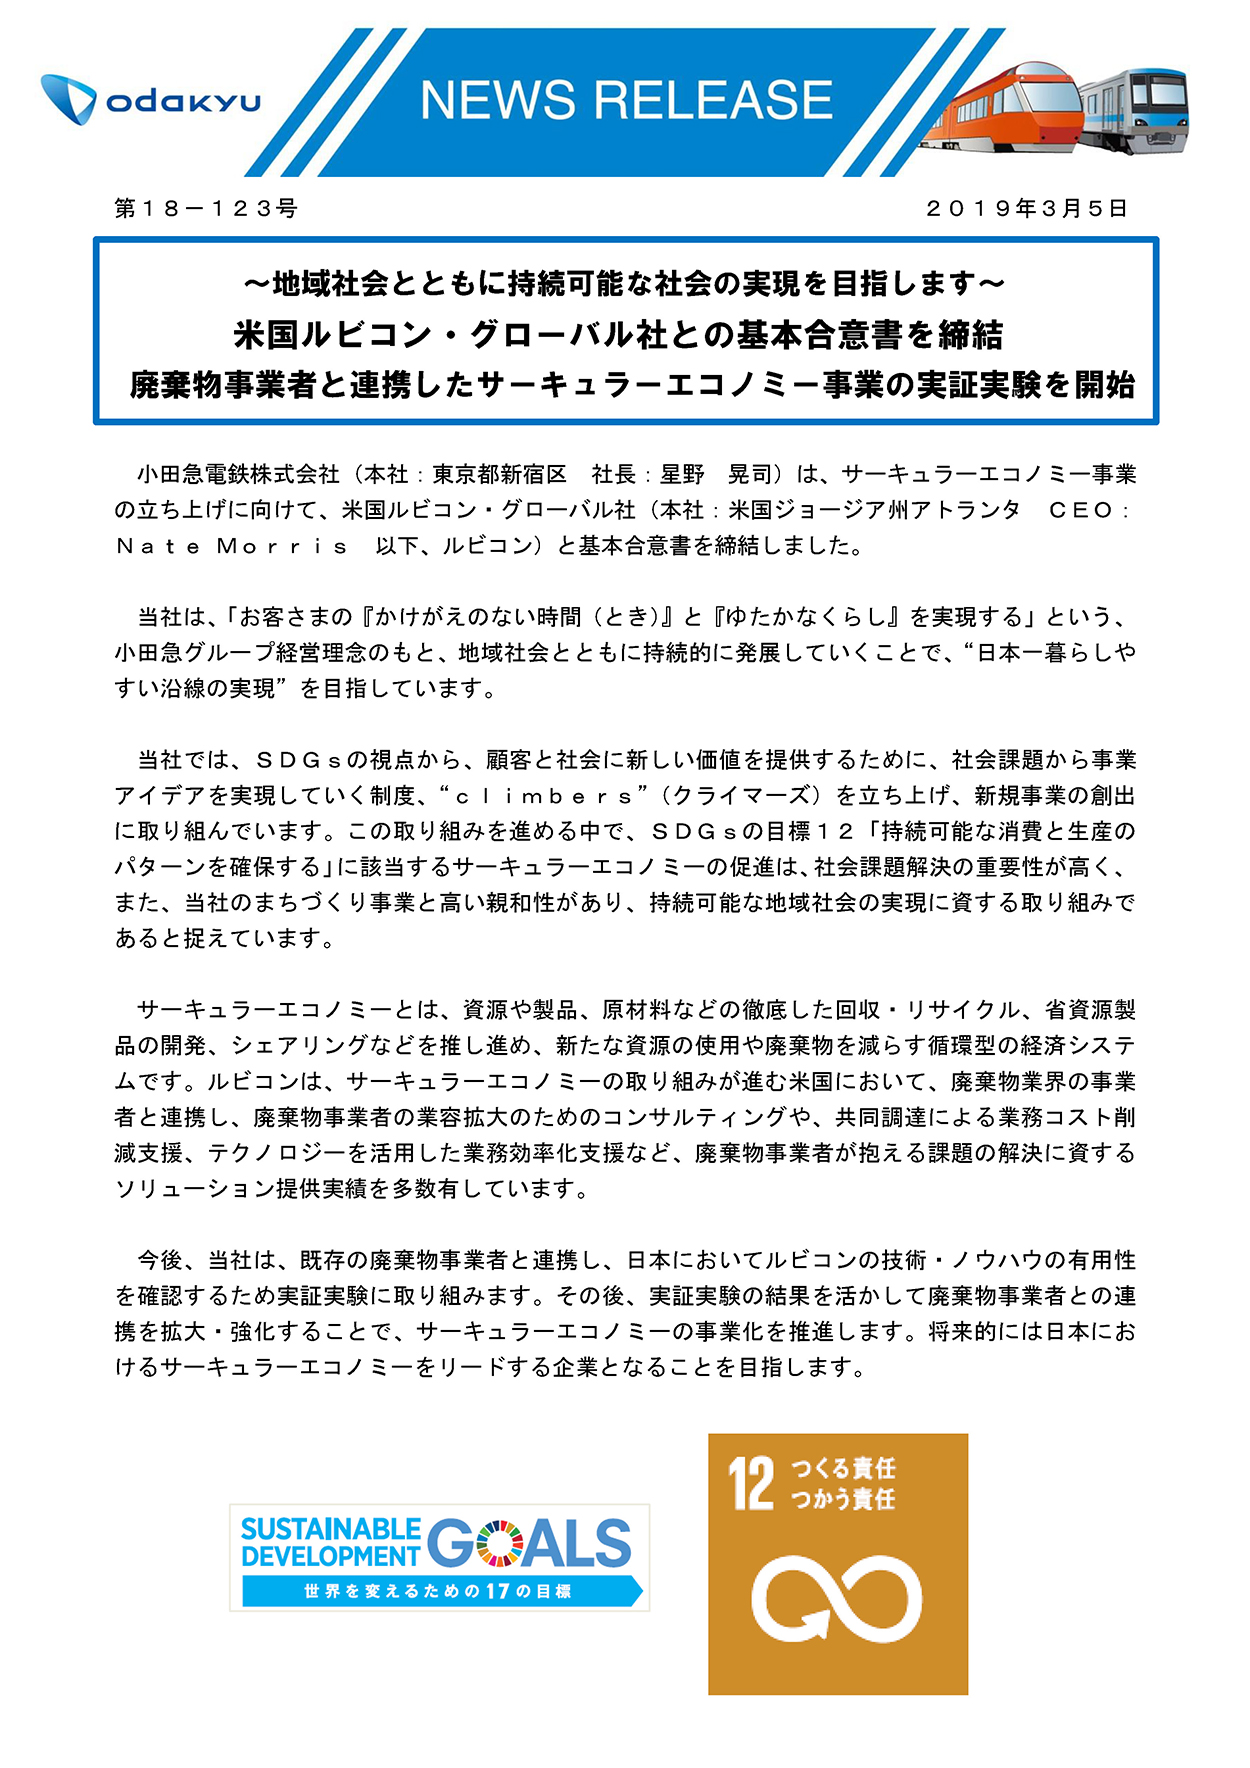 odakyu
NEWS RELEASE
第１８－１２３号
２０１９年３月５日
～地域社会とともに持続可能な社会の実現を目指します～
米国ルビコン・グローバル社との基本合意書を締結
廃棄物事業者と連携したサーキュラーエコノミー事業の実証実験を開始
小田急電鉄株式会社（本社：東京都新宿区　社長：星野　晃司）は、サーキュラーエコノミー事業
の立ち上げに向けて、米国ルビコン・グローバル社（本社：米国ジョージア州アトランタ　ＣＥＯ：
Ｎａｔｅ Ｍｏｒｒｉｓ　以下、ルビコン）と基本合意書を締結しました。
当社は、「お客さまの『かけがえのない時間（とき）』と『ゆたかなくらし』を実現する」という、
小田急グループ経営理念のもと、地域社会とともに持続的に発展していくことで、“日本一暮らしや
すい沿線の実現”を目指しています。
当社では、ＳＤＧｓの視点から、顧客と社会に新しい価値を提供するために、社会課題から事業
アイデアを実現していく制度、“ｃｌｉｍｂｅｒｓ”（クライマーズ）を立ち上げ、新規事業の創出
に取り組んでいます。この取り組みを進める中で、ＳＤＧｓの目標１２「持続可能な消費と生産の
パターンを確保する」に該当するサーキュラーエコノミーの促進は、社会課題解決の重要性が高く、
また、当社のまちづくり事業と高い親和性があり、持続可能な地域社会の実現に資する取り組みで
あると捉えています。
サーキュラーエコノミーとは、資源や製品、原材料などの徹底した回収・リサイクル、省資源製
品の開発、シェアリングなどを推し進め、新たな資源の使用や廃棄物を減らす循環型の経済システ
ムです。ルビコンは、サーキュラーエコノミーの取り組みが進む米国において、廃棄物業界の事業
者と連携し、廃棄物事業者の業容拡大のためのコンサルティングや、共同調達による業務コスト削
減支援、テクノロジーを活用した業務効率化支援など、廃棄物事業者が抱える課題の解決に資する
ソリューション提供実績を多数有しています。
今後、当社は、既存の廃棄物事業者と連携し、日本においてルビコンの技術・ノウハウの有用性
を確認するため実証実験に取り組みます。その後、実証実験の結果を活かして廃棄物事業者との連
携を拡大・強化することで、サーキュラーエコノミーの事業化を推進します。将来的には日本にお
けるサーキュラーエコノミーをリードする企業となることを目指します。
SUSTAINABLE
DEVELOPMENT GOALS
世界を変えるための17の目標
12 つくる責任
つかう責任